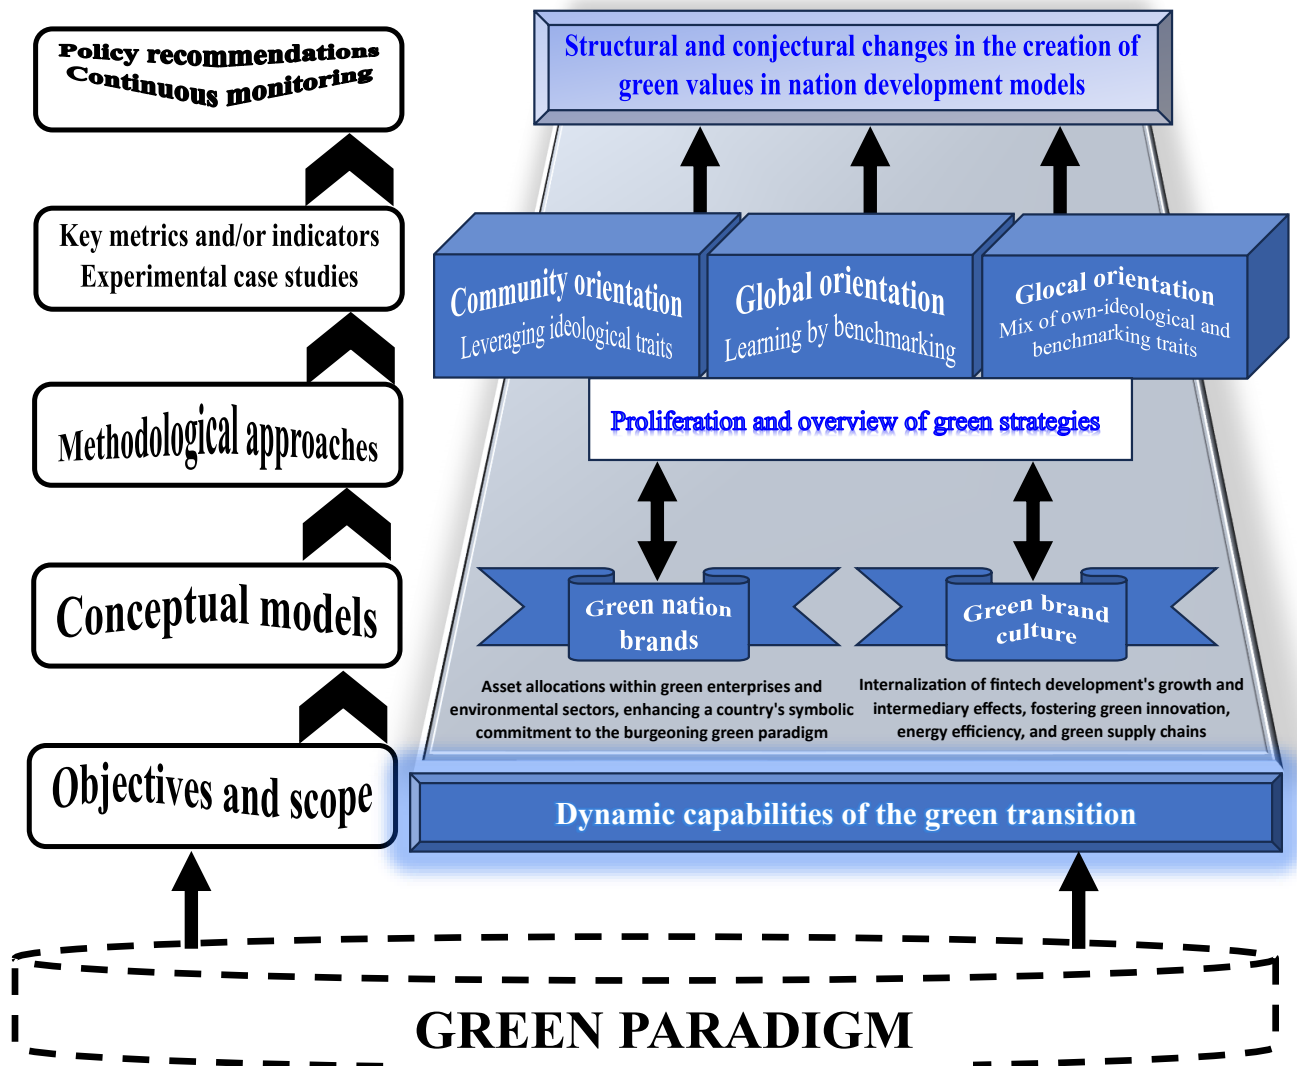 Policy recommendations
Continuous monitoring
Key metrics and/or indicators
Experimental case studies
Methodological approaches
Conceptual models
Objectives and scope
Structural and conjectural changes in the creation of
green values in nation development models
Community orientation
Leveraging ideological traits
Global orientation
Learning by benchmarking
Glocal orientation
Mix of own-ideological and
benchmarking traits
Proliferation and overview of green strategies
Green nation
brands
Asset allocations within green enterprises and
environmental sectors, enhancing a country's symbolic
commitment to the burgeoning green paradigm
Green brand
culture
Internalization of fintech development's growth and
intermediary effects, fostering green innovation,
energy efficiency, and green supply chains
Dynamic capabilities of the green transition
GREEN PARADIGM